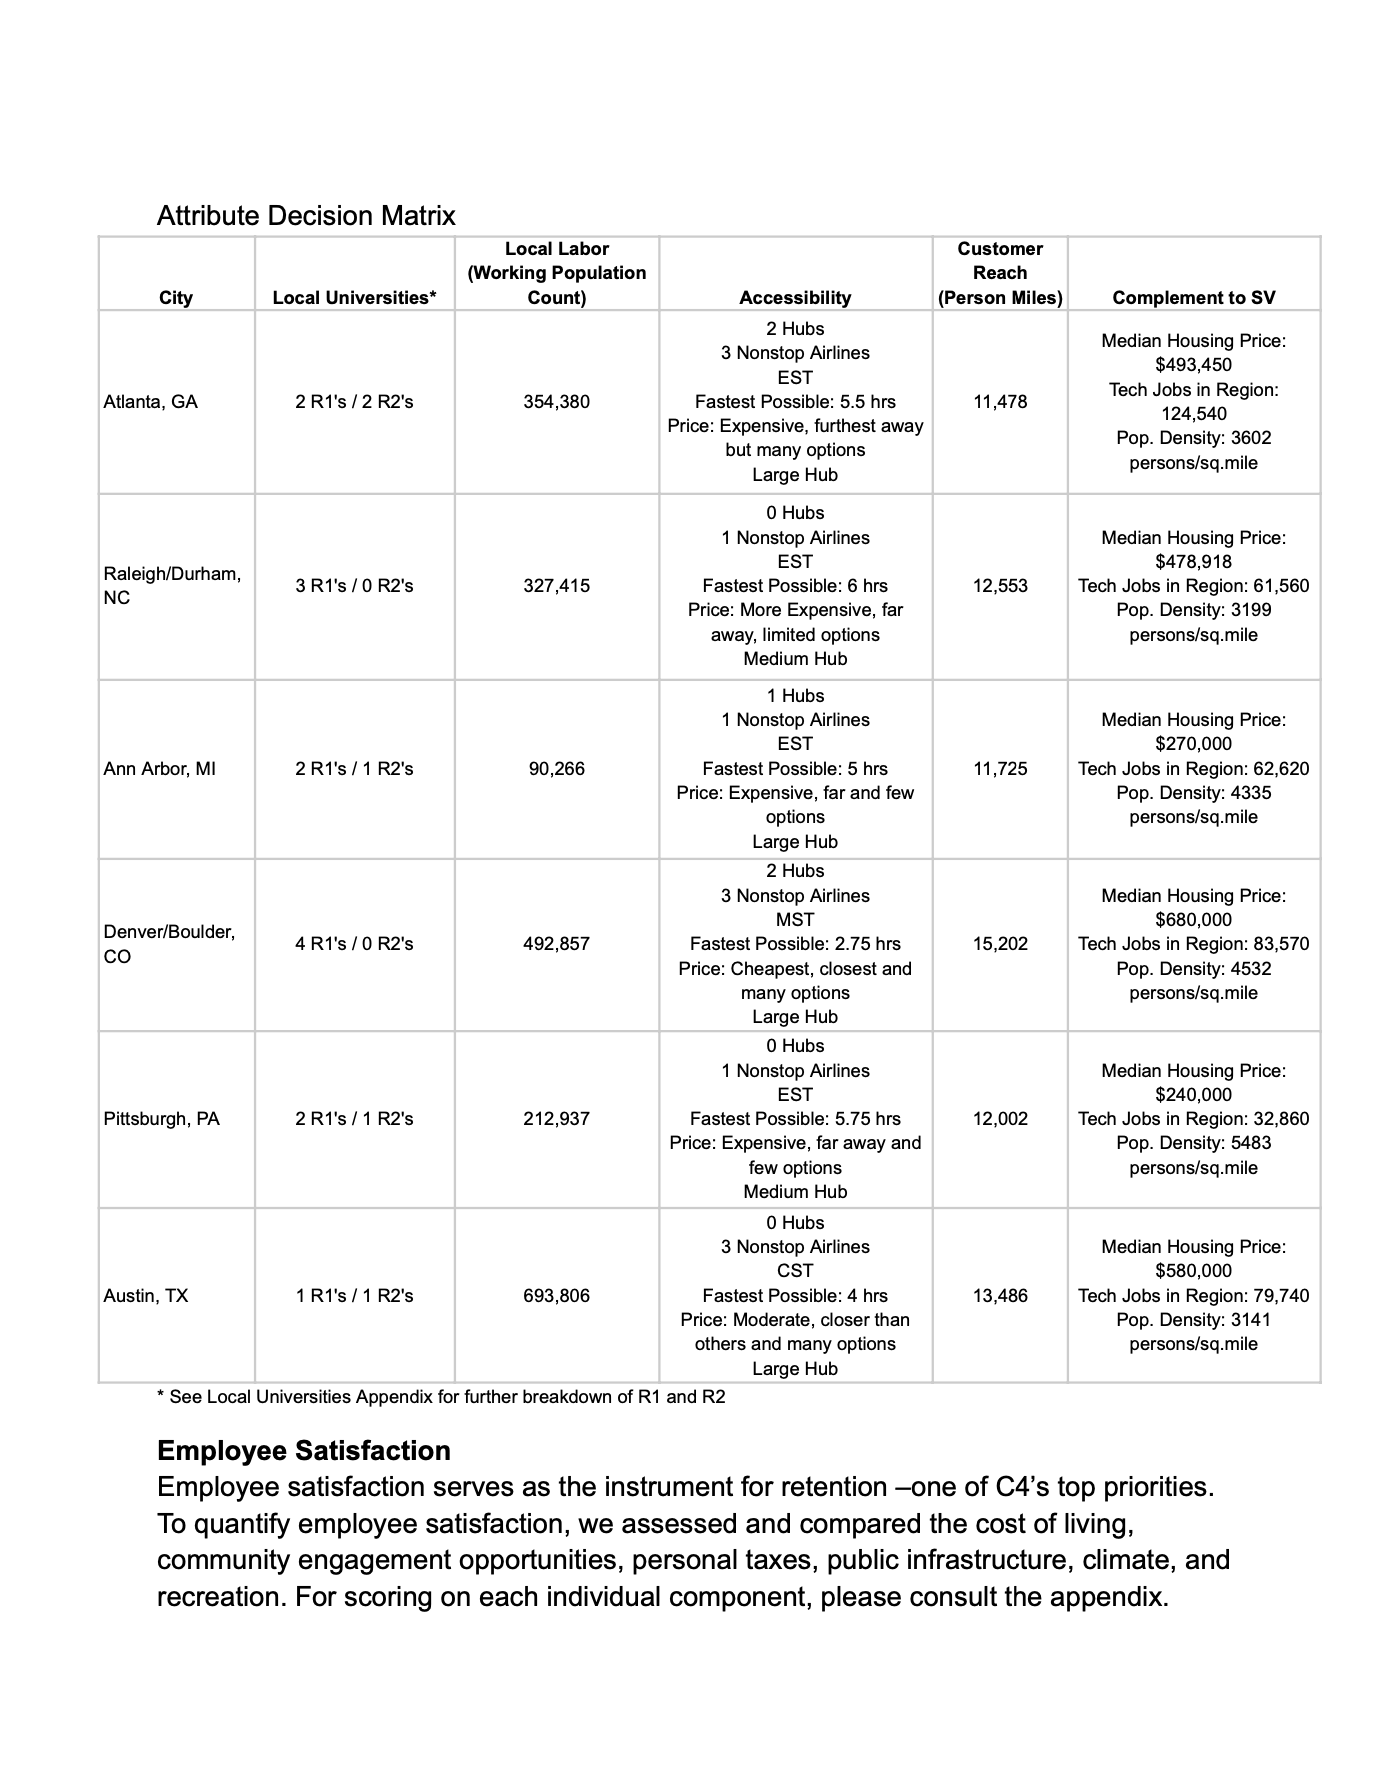 Attribute Decision Matrix
City
Local Universities*
Local Labor
(Working Population
Count)
Accessibility
Customer
Reach
(Person Miles)
Complement to SV
Atlanta, GA
2 R1's / 2 R2's
354,380
2 Hubs
3 Nonstop Airlines
EST
Fastest Possible: 5.5 hrs
Price: Expensive, furthest away
but many options
Large Hub
11,478
Median Housing Price:
$493,450
Tech Jobs in Region:
124,540
Pop. Density: 3602
persons/sq.mile
Raleigh/Durham,
NC
3 R1's / 0 R2's
327,415
0 Hubs
1 Nonstop Airlines
EST
Fastest Possible: 6 hrs
Price: More Expensive, far
away, limited options
Medium Hub
12,553
Median Housing Price:
$478,918
Tech Jobs in Region: 61,560
Pop. Density: 3199
persons/sq.mile
Ann Arbor, MI
2 R1's / 1 R2's
90,266
1 Hubs
1 Nonstop Airlines
EST
Fastest Possible: 5 hrs
Price: Expensive, far and few
options
Large Hub
11,725
Median Housing Price:
$270,000
Tech Jobs in Region: 62,620
Pop. Density: 4335
persons/sq.mile
Denver/Boulder,
CO
4 R1's / 0 R2's
492,857
2 Hubs
3 Nonstop Airlines
MST
Fastest Possible: 2.75 hrs
Price: Cheapest, closest and
many options
Large Hub
15,202
Median Housing Price:
$680,000
Tech Jobs in Region: 83,570
Pop. Density: 4532
persons/sq.mile
Pittsburgh, PA
2 R1's / 1 R2's
212,937
0 Hubs
1 Nonstop Airlines
EST
Fastest Possible: 5.75 hrs
Price: Expensive, far away and
few options
Medium Hub
12,002
Median Housing Price:
$240,000
Tech Jobs in Region: 32,860
Pop. Density: 5483
persons/sq.mile
Austin, TX
1 R1's / 1 R2's
693,806
0 Hubs
3 Nonstop Airlines
CST
Fastest Possible: 4 hrs
Price: Moderate, closer than
others and many options
Large Hub
13,486
Median Housing Price:
$580,000
Tech Jobs in Region: 79,740
Pop. Density: 3141
persons/sq.mile
* See Local Universities Appendix for further breakdown of R1 and R2
Employee Satisfaction
Employee satisfaction serves as the instrument for retention –one of C4’s top priorities.
To quantify employee satisfaction, we assessed and compared the cost of living,
community engagement opportunities, personal taxes, public infrastructure, climate, and
recreation. For scoring on each individual component, please consult the appendix.